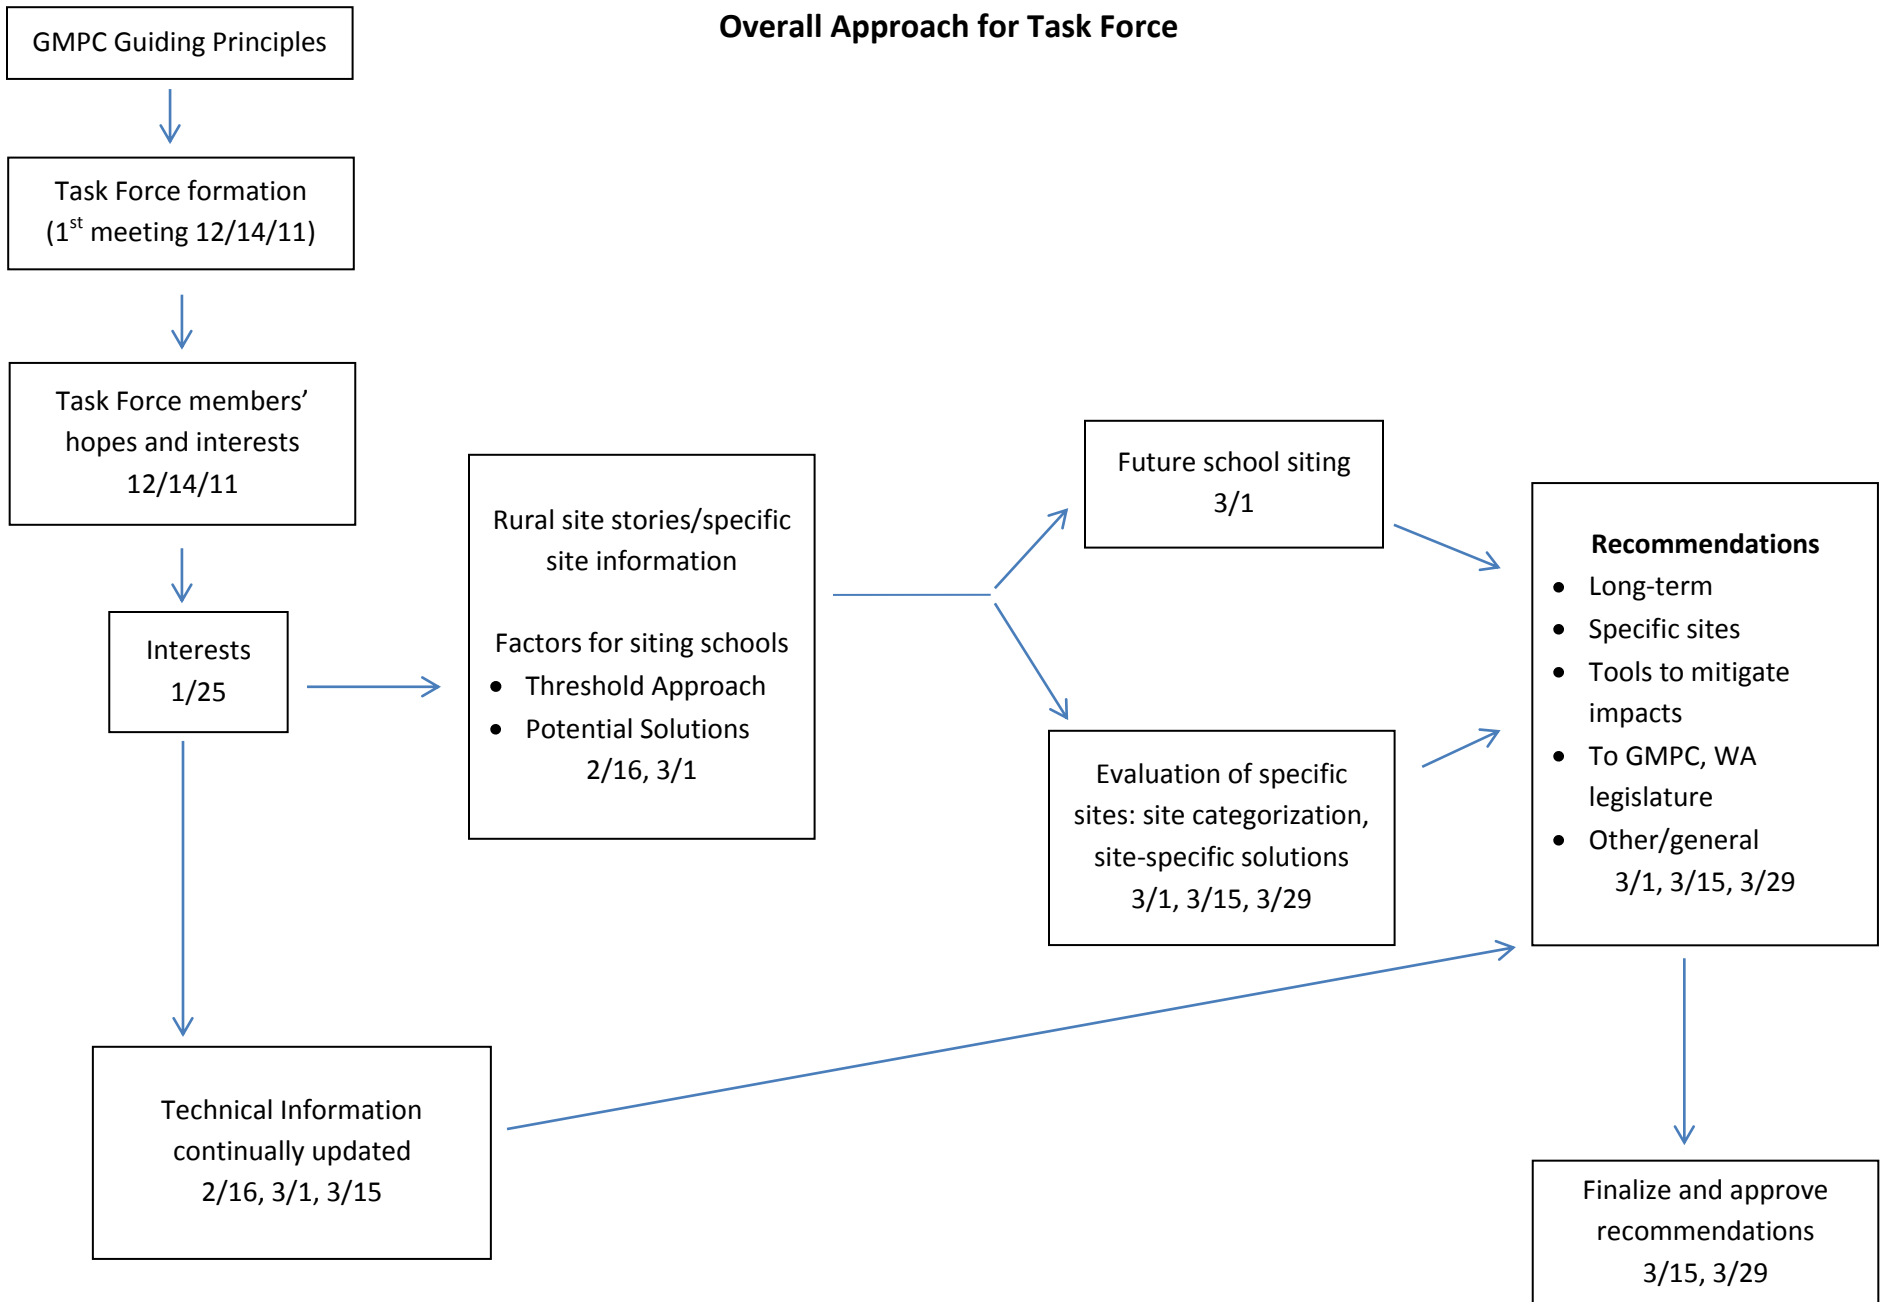 Overall Approach for Task Force
GMPC Guiding Principles
Task Force formation
(1st meeting 12/14/11)
Task Force members’
hopes and interests
12/14/11
Interests
1/25
Rural site stories/specific
site information
Factors for siting schools
• Threshold Approach
• Potential Solutions
2/16, 3/1
Future school siting
3/1
Evaluation of specific
sites: site categorization,
site-specific solutions
3/1, 3/15, 3/29
Recommendations
• Long-term
• Specific sites
• Tools to mitigate
impacts
• To GMPC, WA
legislature
• Other/general
3/1, 3/15, 3/29
Technical Information
continually updated
2/16, 3/1, 3/15
Finalize and approve
recommendations
3/15, 3/29